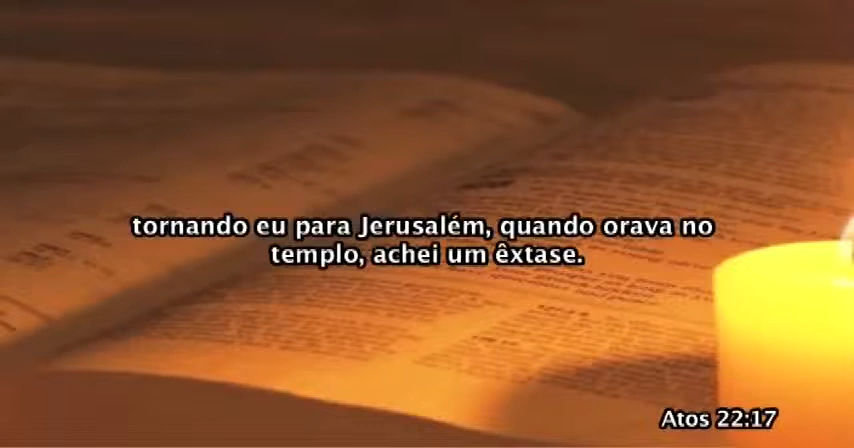 tornando eu para Jerusalém, quando orava no
templo, achei um êxtase.
Atos 22:17